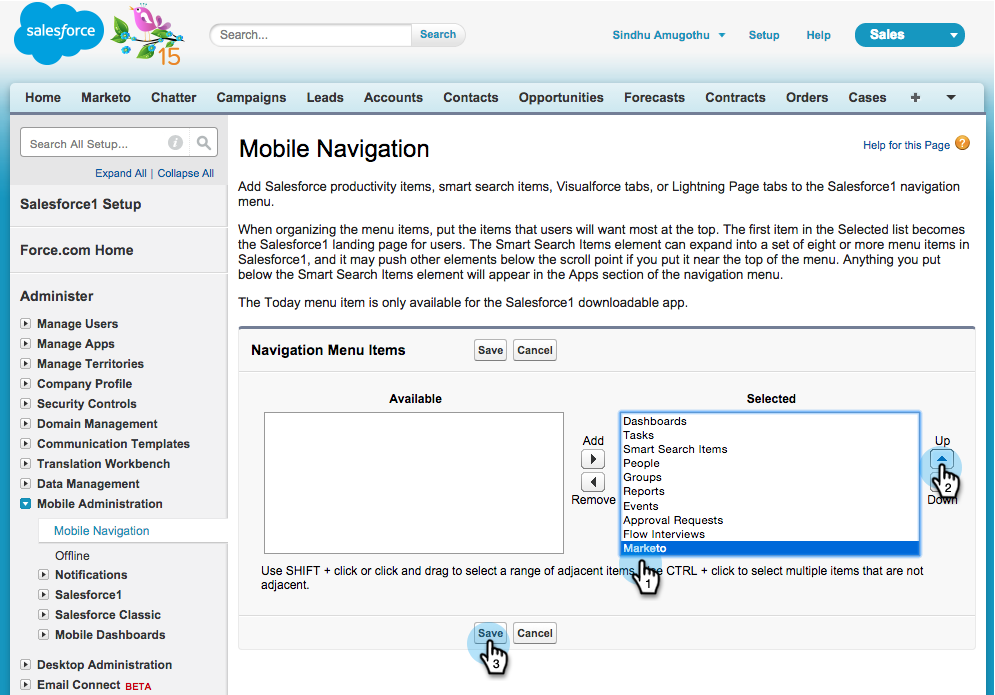 salesforce
15
Search...
Search
Sindhu Amugothu
Setup
Help
Sales
Home
Marketo
Chatter
Campaigns
Leads
Accounts
Contacts
Opportunities
Forecasts
Contracts
Orders
Cases
+
Search All Setup...
i
Expand All | Collapse All
Salesforce1 Setup
Force.com Home
Administer
Manage Users
Manage Apps
Manage Territories
Company Profile
Security Controls
Domain Management
Communication Templates
Translation Workbench
Data Management
Mobile Administration
Mobile Navigation
Offline
Notifications
Salesforce1
Salesforce Classic
Mobile Dashboards
Desktop Administration
Email Connect BETA
Mobile Navigation
Help for this Page ?
Add Salesforce productivity items, smart search items, Visualforce tabs, or Lightning Page tabs to the Salesforce1 navigation
menu.
When organizing the menu items, put the items that users will want most at the top. The first item in the Selected list becomes
the Salesforce1 landing page for users. The Smart Search Items element can expand into a set of eight or more menu items in
Salesforce1, and it may push other elements below the scroll point if you put it near the top of the menu. Anything you put
below the Smart Search Items element will appear in the Apps section of the navigation menu.
The Today menu item is only available for the Salesforce1 downloadable app.
Navigation Menu Items
Save
Cancel
Available
Add
Remove
Selected
Dashboards
Tasks
Smart Search Items
People
Groups
Reports
Events
Approval Requests
Flow Interviews
Marketo
Up
2
Down
1
Use SHIFT + click or click and drag to select a range of adjacent items. CTRL + click to select multiple items that are not
adjacent.
Save
Cancel
3